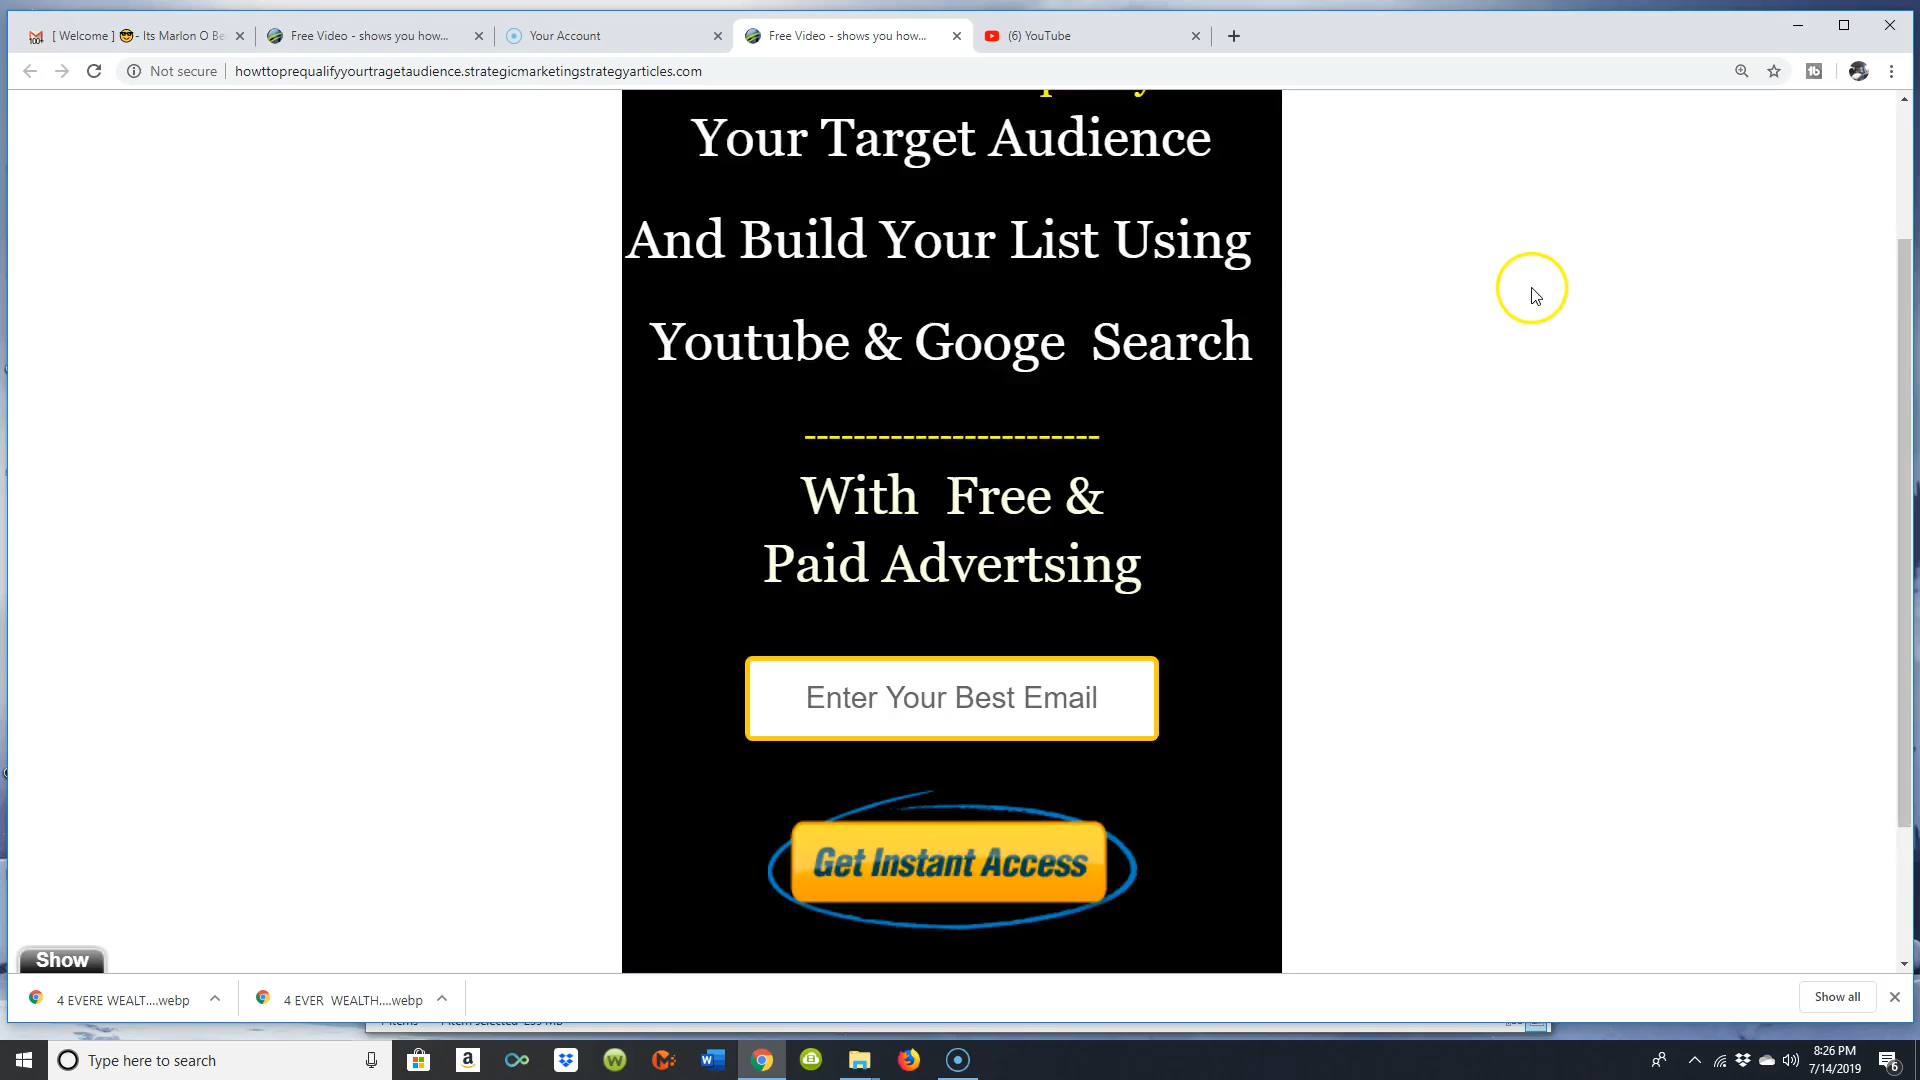 [ Welcome ] 😎 - Its Marlon O Be
Free Video - shows you how...
Your Account
Free Video - shows you how...
(6) YouTube
Not secure
howttoprequalifyyourtragetaudience.strategicmarketingstrategyarticles.com
Your Target Audience
And Build Your List Using
Youtube & Googe Search
------------------------
With Free &
Paid Advertsing
Enter Your Best Email
Get Instant Access
Show
4 EVERE WEALT....webp
4 EVER WEALTH....webp
Show all
Type here to search
8:26 PM
7/14/2019
6